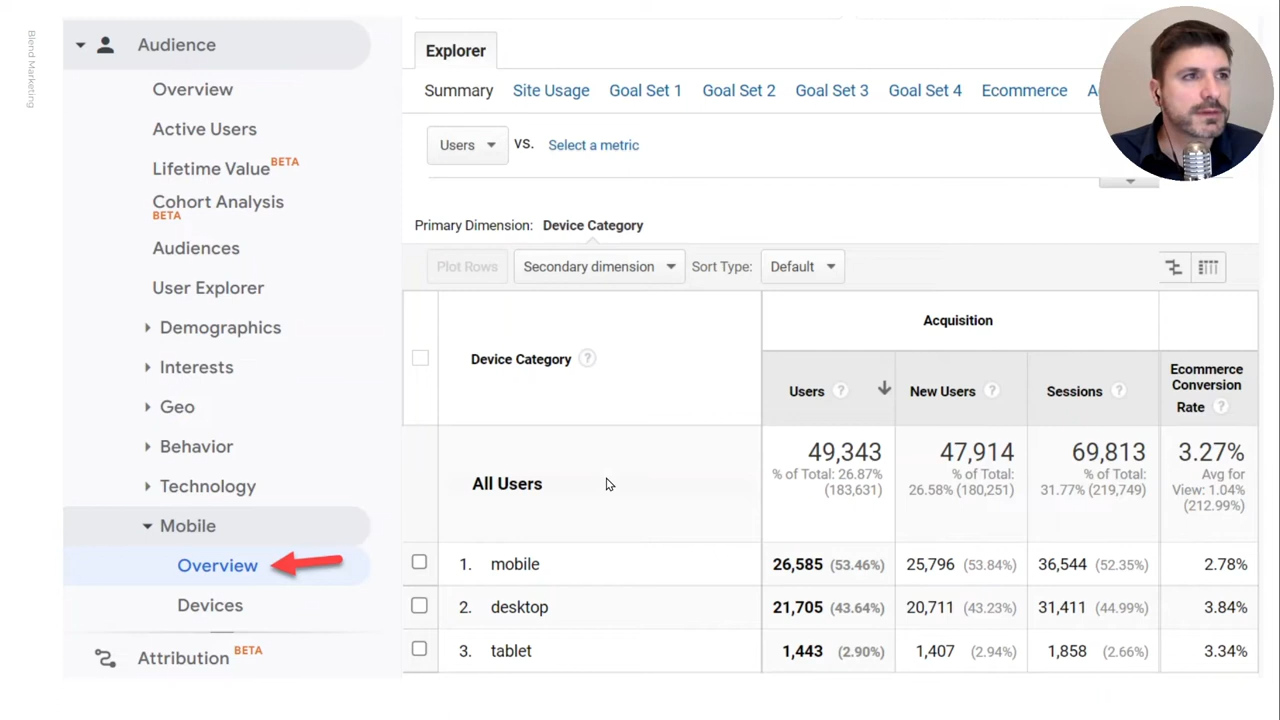 Blend Marketing
Audience
Overview
Active Users
Lifetime Value BETA
Cohort Analysis
BETA
Audiences
User Explorer
Demographics
Interests
Geo
Behavior
Technology
Mobile
Overview
Devices
Attribution BETA
Explorer
Summary Site Usage Goal Set 1 Goal Set 2 Goal Set 3 Goal Set 4 Ecommerce
Users VS. Select a metric
Primary Dimension: Device Category
Plot Rows Secondary dimension Sort Type: Default
Device Category ?
Acquisition
Users ? New Users ? Sessions ?
Ecommerce
Conversion
Rate ?
All Users
49,343
% of Total: 26.87%
(183,631)
47,914
% of Total:
26.58% (180,251)
69,813
% of Total:
31.77% (219,749)
3.27%
Avg for
View: 1.04%
(212.99%)
1. mobile 26,585 (53.46%) 25,796 (53.84%) 36,544 (52.35%) 2.78%
2. desktop 21,705 (43.64%) 20,711 (43.23%) 31,411 (44.99%) 3.84%
3. tablet 1,443 (2.90%) 1,407 (2.94%) 1,858 (2.66%) 3.34%